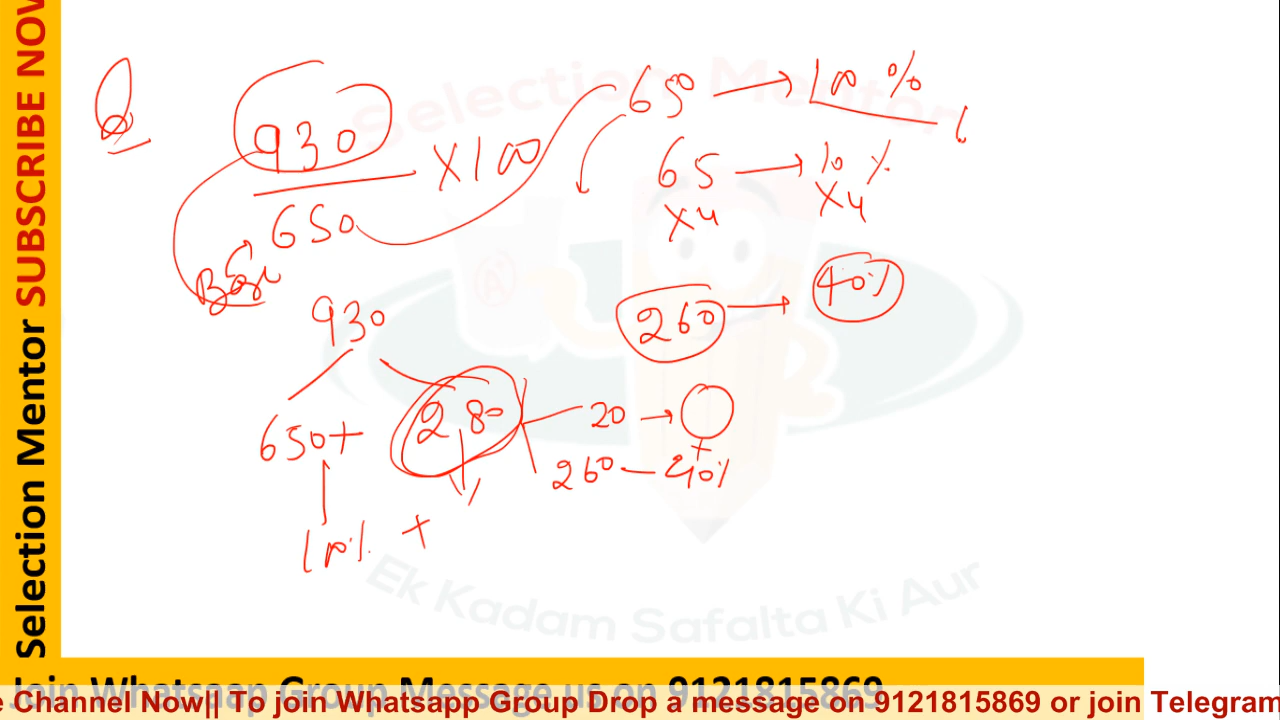 Selection Mentor SUBSCRIBE NOW
Selection Mentor
Q
930
650
X100
Base
650 → 100 %
65 → 10 %
X4 X4
260 → 40%
930
650+ 280
20 →
+
260 — 40%
100% +
Ek Kadam Safalta Ki Aur
Join Whatsaap Group Message us on 9121815869
e Channel Now|| To join Whatsapp Group Drop a message on 9121815869 or join Telegram